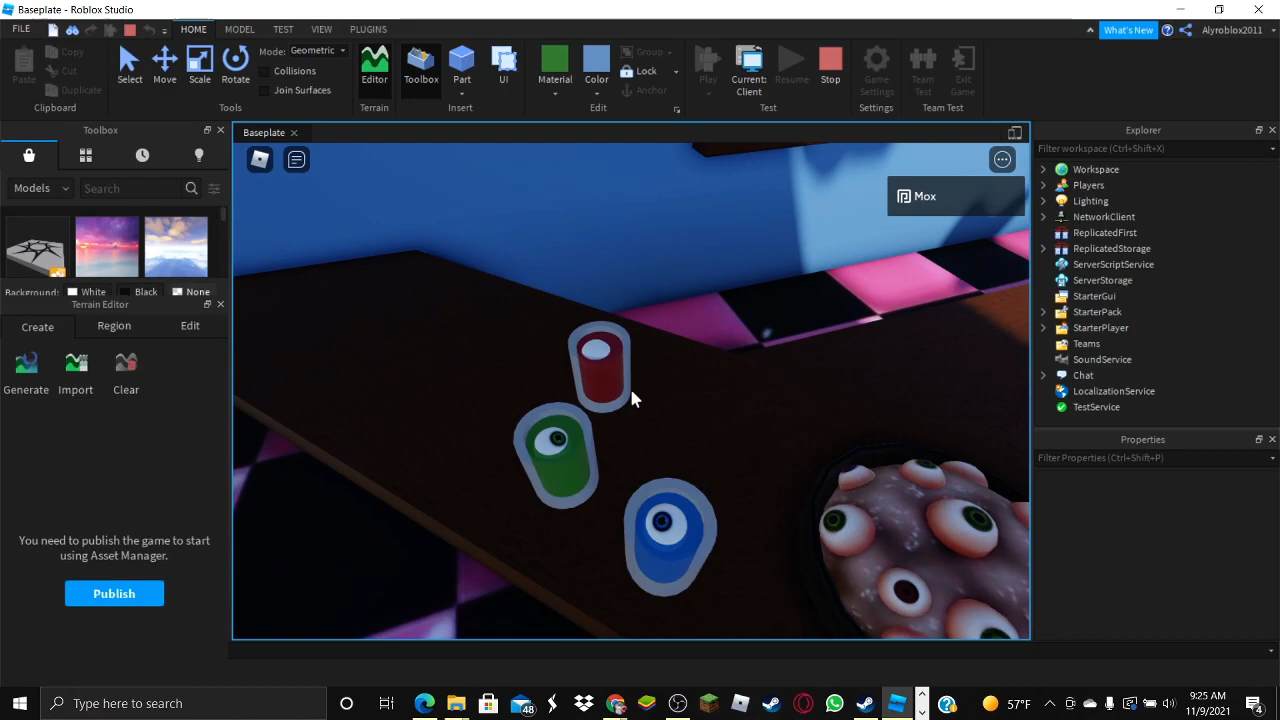 Baseplate - Roblox Studio
FILE HOME MODEL TEST VIEW PLUGINS What's New Alyroblox2011
Paste Copy Cut Duplicate Clipboard
Select Move Scale Rotate Mode: Geometric Collisions Join Surfaces Tools
Editor Terrain
Toolbox Part UI Insert
Material Color Group Lock Anchor Edit
Play Current: Client Resume Stop Test
Game Settings Settings
Team Test Exit Game Team Test
Toolbox
Models Search
Background: White Black None
Terrain Editor
Create Region Edit
Generate Import Clear
You need to publish the game to start
using Asset Manager.
Publish
Baseplate
Mox
Explorer
Filter workspace (Ctrl+Shift+X)
Workspace
Players
Lighting
NetworkClient
ReplicatedFirst
ReplicatedStorage
ServerScriptService
ServerStorage
StarterGui
StarterPack
StarterPlayer
Teams
SoundService
Chat
LocalizationService
TestService
Properties
Filter Properties (Ctrl+Shift+P)
Type here to search
48
57°F
9:25 AM
11/9/2021
4